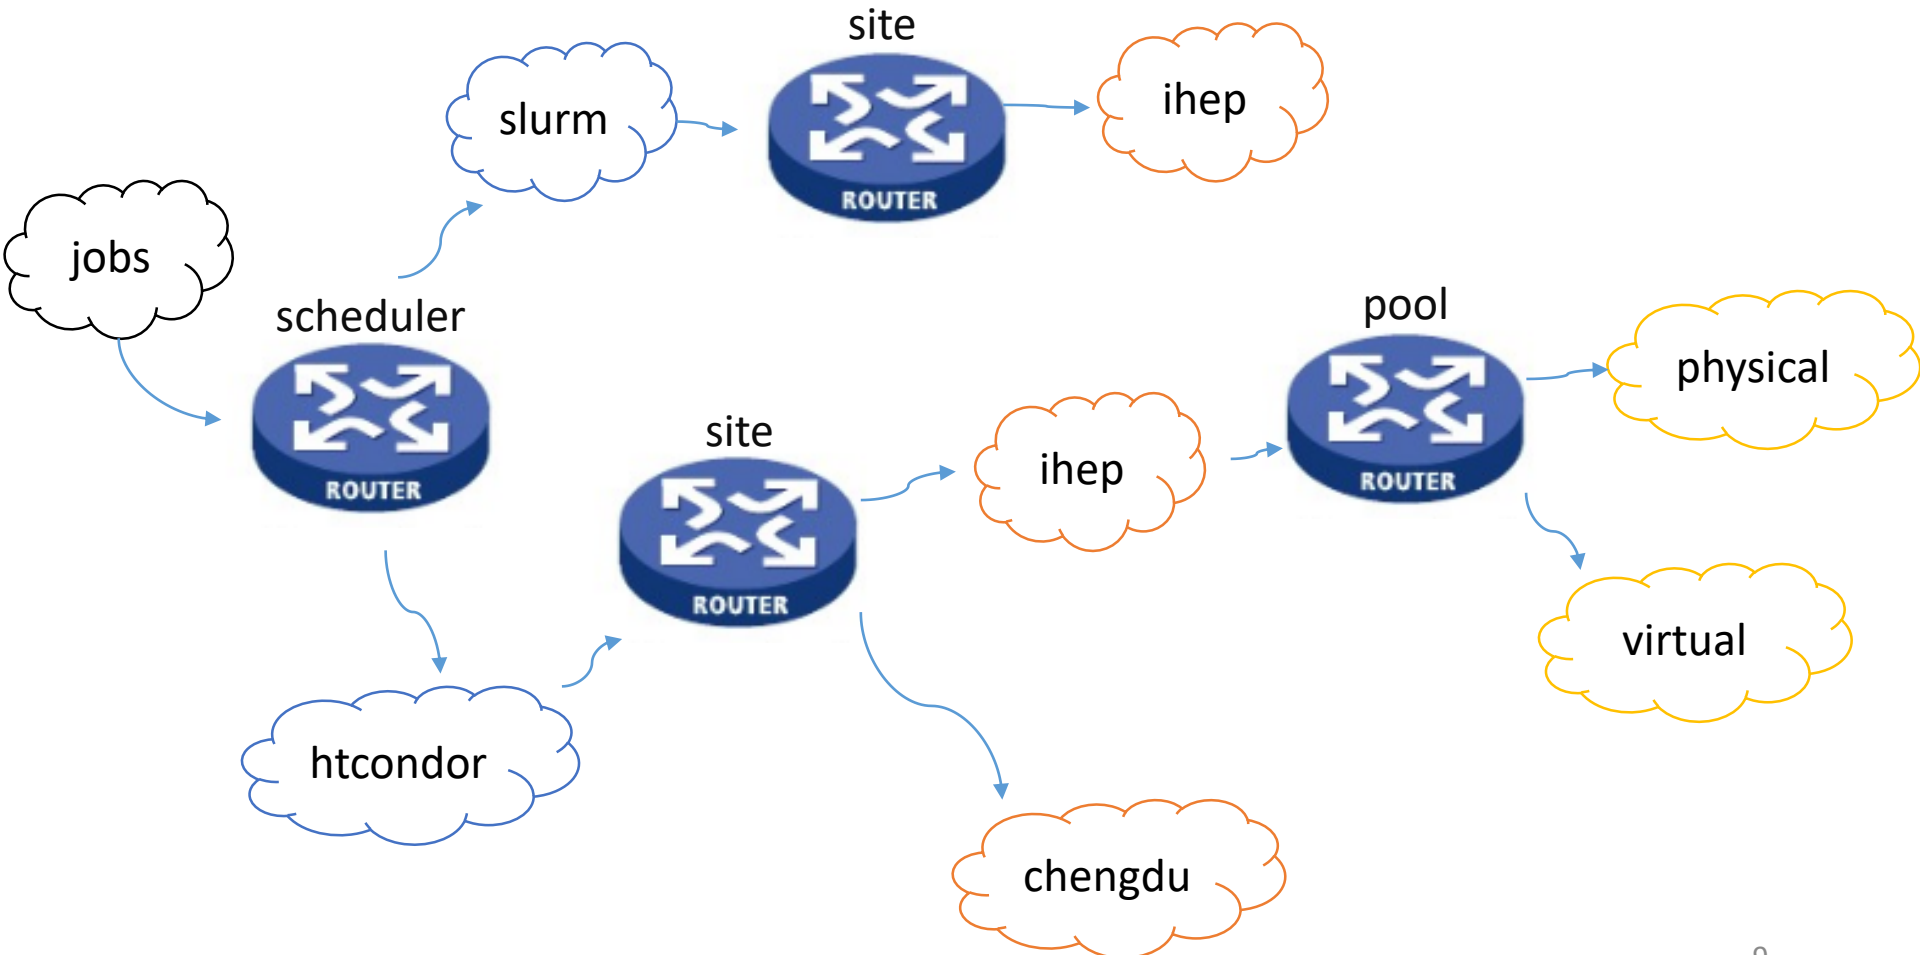 site
slurm
ihep
ROUTER
jobs
scheduler
ROUTER
pool
physical
ROUTER
site
ihep
ROUTER
virtual
htcondor
chengdu